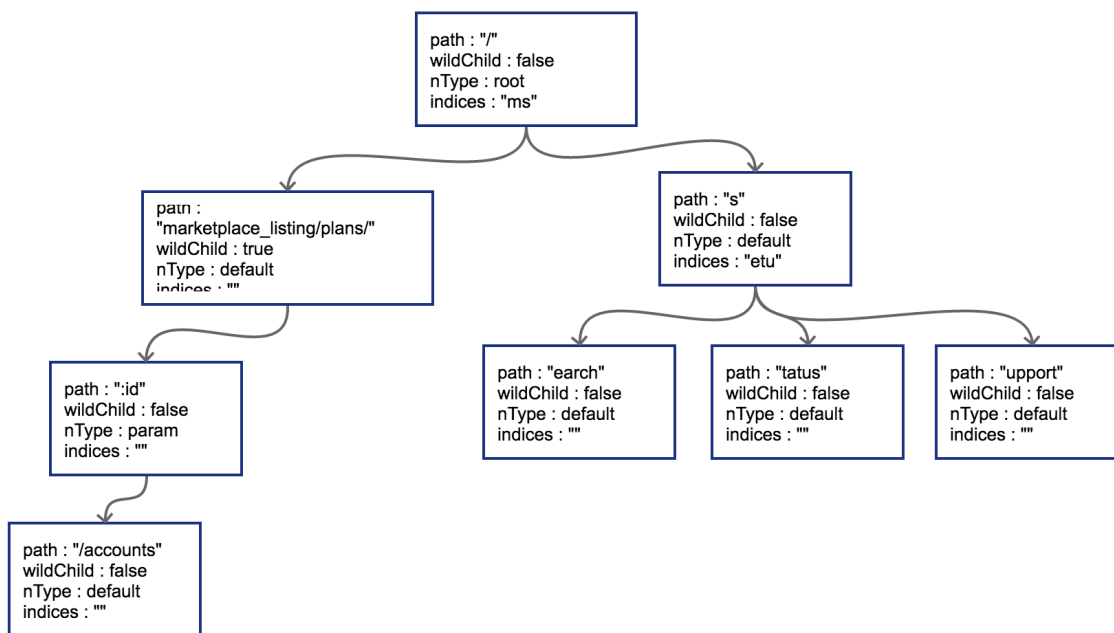 path : "/"
wildChild : false
nType : root
indices : "ms"
path :
"marketplace_listing/plans/"
wildChild : true
nType : default
indices : ""
path : "s"
wildChild : false
nType : default
indices : "etu"
path : ":id"
wildChild : false
nType : param
indices : ""
path : "earch"
wildChild : false
nType : default
indices : ""
path : "tatus"
wildChild : false
nType : default
indices : ""
path : "upport"
wildChild : false
nType : default
indices : ""
path : "/accounts"
wildChild : false
nType : default
indices : ""